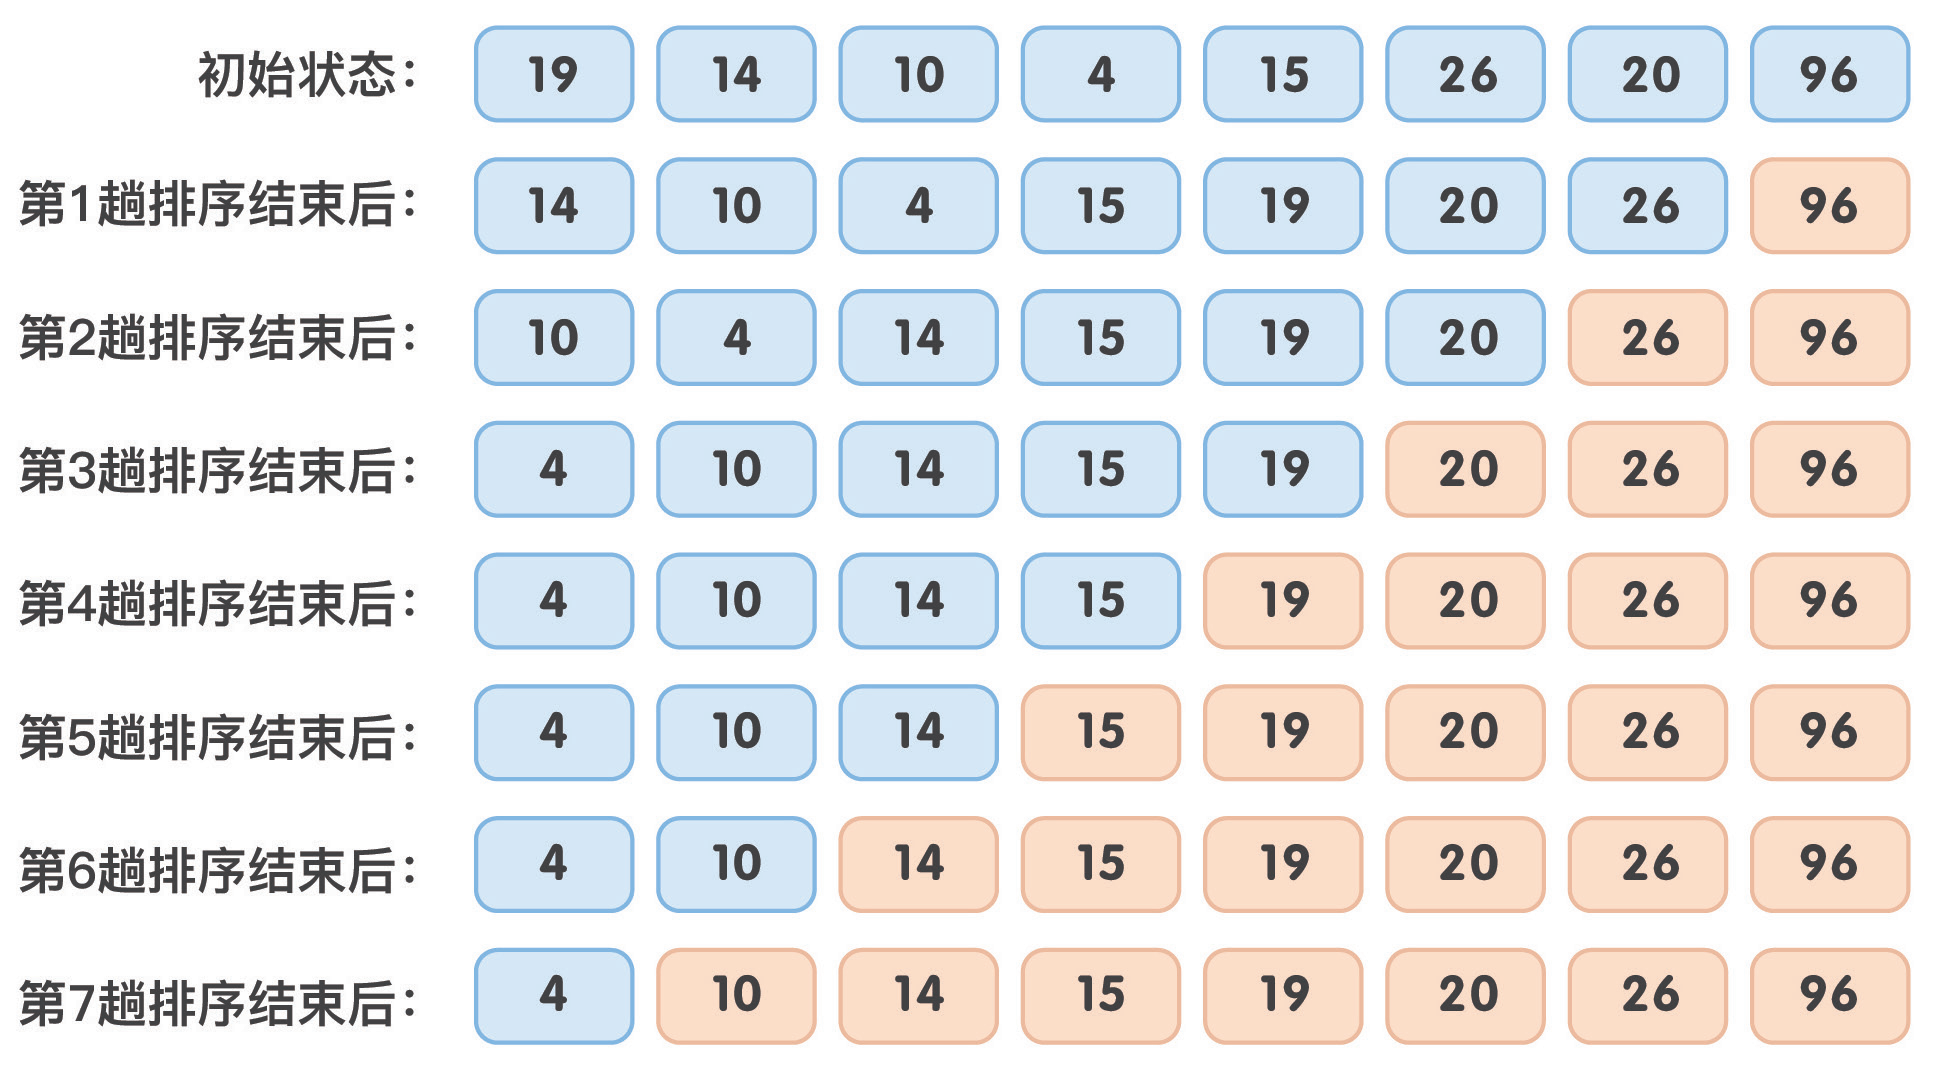 初始状态： 19 14 10 4 15 26 20 96
第1趟排序结束后： 14 10 4 15 19 20 26 96
第2趟排序结束后： 10 4 14 15 19 20 26 96
第3趟排序结束后： 4 10 14 15 19 20 26 96
第4趟排序结束后： 4 10 14 15 19 20 26 96
第5趟排序结束后： 4 10 14 15 19 20 26 96
第6趟排序结束后： 4 10 14 15 19 20 26 96
第7趟排序结束后： 4 10 14 15 19 20 26 96